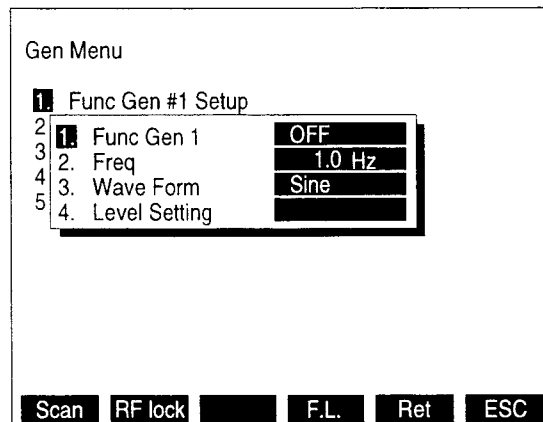 Gen Menu
1. Func Gen #1 Setup
2
3
4
5
1. Func Gen 1 OFF
2. Freq 1.0 Hz
3. Wave Form Sine
4. Level Setting
Scan RF lock F.L. Ret ESC